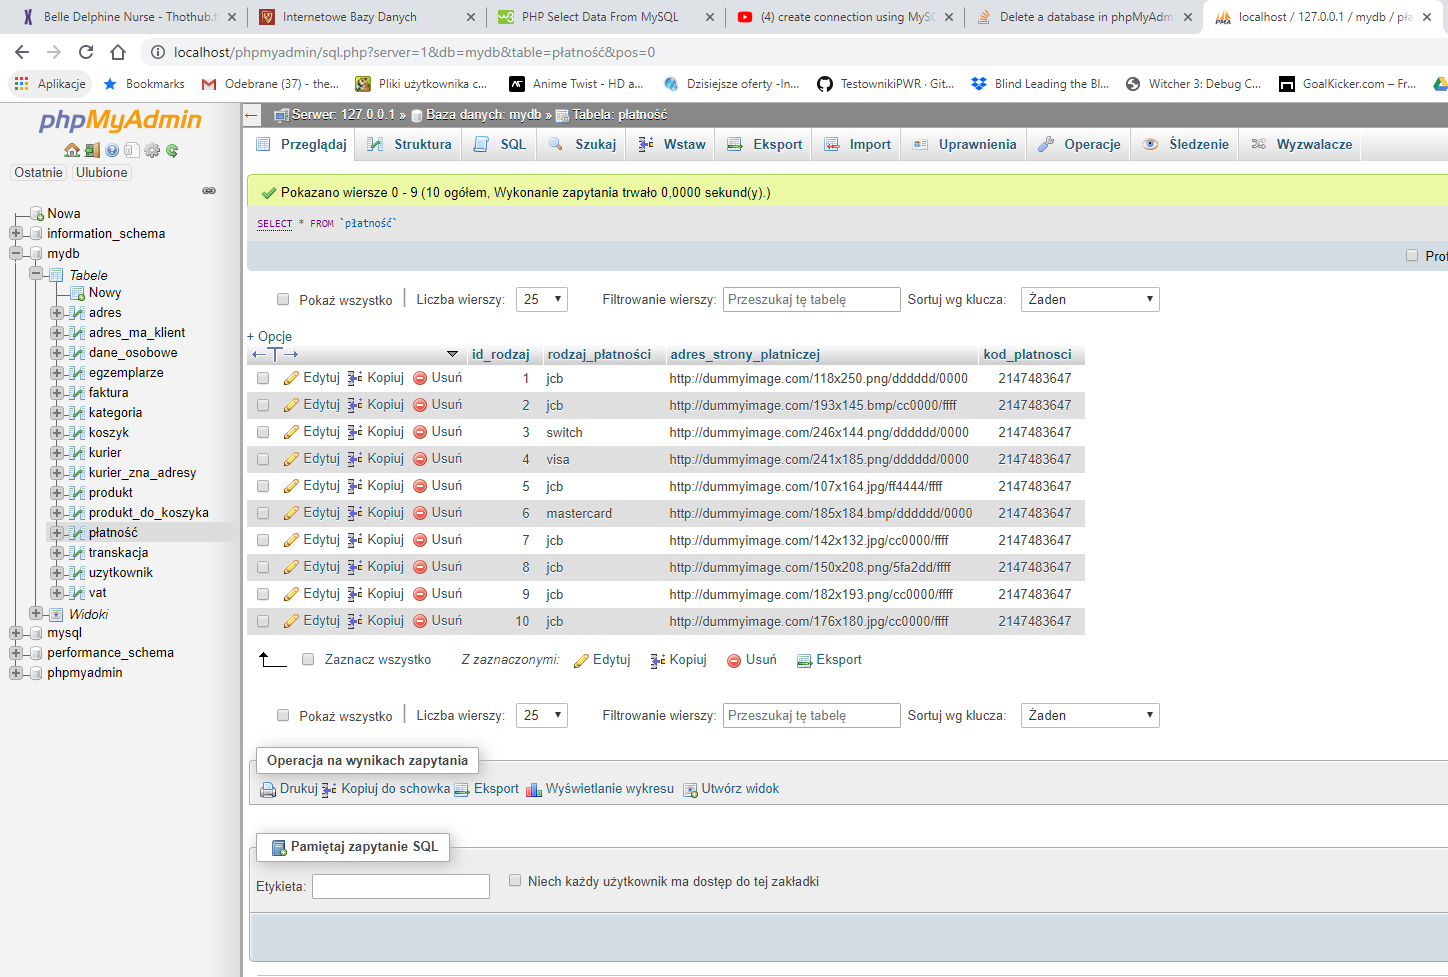 Belle Delphine Nurse - Thothub.t
Internetowe Bazy Danych
PHP Select Data From MySQL
(4) create connection using MySC
Delete a database in phpMyAdm
localhost / 127.0.0.1 / mydb / pła
localhost/phpmyadmin/sql.php?server=1&db=mydb&table=płatność&pos=0
Aplikacje
Bookmarks
Odebrane (37) - the...
Pliki użytkownika c...
Anime Twist - HD a...
Dzisiejsze oferty -In...
TestownikiPWR · Git...
Blind Leading the Bl...
Witcher 3: Debug C...
GoalKicker.com – Fr...
phpMyAdmin
Ostatnie Ulubione
Nowa
information_schema
mydb
Tabele
Nowy
adres
adres_ma_klient
dane_osobowe
egzemplarze
faktura
kategoria
koszyk
kurier
kurier_zna_adresy
produkt
produkt_do_koszyka
płatność
transkacja
uzytkownik
vat
Widoki
mysql
performance_schema
phpmyadmin
Serwer: 127.0.0.1 » Baza danych: mydb » Tabela: płatność
Przeglądaj Struktura SQL Szukaj Wstaw Eksport Import Uprawnienia Operacje Śledzenie Wyzwalacze
Pokazano wiersze 0 - 9 (10 ogółem, Wykonanie zapytania trwało 0,0000 sekund(y).)
SELECT * FROM `płatność`
Prof
Pokaż wszystko Liczba wierszy: 25 Filtrowanie wierszy: Przeszukaj tę tabelę Sortuj wg klucza: Żaden
+ Opcje
id_rodzaj rodzaj_płatności adres_strony_platniczej kod_platnosci
Edytuj Kopiuj Usuń 1 jcb http://dummyimage.com/118x250.png/dddddd/0000 2147483647
Edytuj Kopiuj Usuń 2 jcb http://dummyimage.com/193x145.bmp/cc0000/ffff 2147483647
Edytuj Kopiuj Usuń 3 switch http://dummyimage.com/246x144.png/dddddd/0000 2147483647
Edytuj Kopiuj Usuń 4 visa http://dummyimage.com/241x185.png/dddddd/0000 2147483647
Edytuj Kopiuj Usuń 5 jcb http://dummyimage.com/107x164.jpg/ff4444/ffff 2147483647
Edytuj Kopiuj Usuń 6 mastercard http://dummyimage.com/185x184.bmp/dddddd/0000 2147483647
Edytuj Kopiuj Usuń 7 jcb http://dummyimage.com/142x132.jpg/cc0000/ffff 2147483647
Edytuj Kopiuj Usuń 8 jcb http://dummyimage.com/150x208.png/5fa2dd/ffff 2147483647
Edytuj Kopiuj Usuń 9 jcb http://dummyimage.com/182x193.png/cc0000/ffff 2147483647
Edytuj Kopiuj Usuń 10 jcb http://dummyimage.com/176x180.jpg/cc0000/ffff 2147483647
Zaznacz wszystko Z zaznaczonymi: Edytuj Kopiuj Usuń Eksport
Pokaż wszystko Liczba wierszy: 25 Filtrowanie wierszy: Przeszukaj tę tabelę Sortuj wg klucza: Żaden
Operacja na wynikach zapytania
Drukuj Kopiuj do schowka Eksport Wyświetlanie wykresu Utwórz widok
Pamiętaj zapytanie SQL
Etykieta: Niech każdy użytkownik ma dostęp do tej zakładki